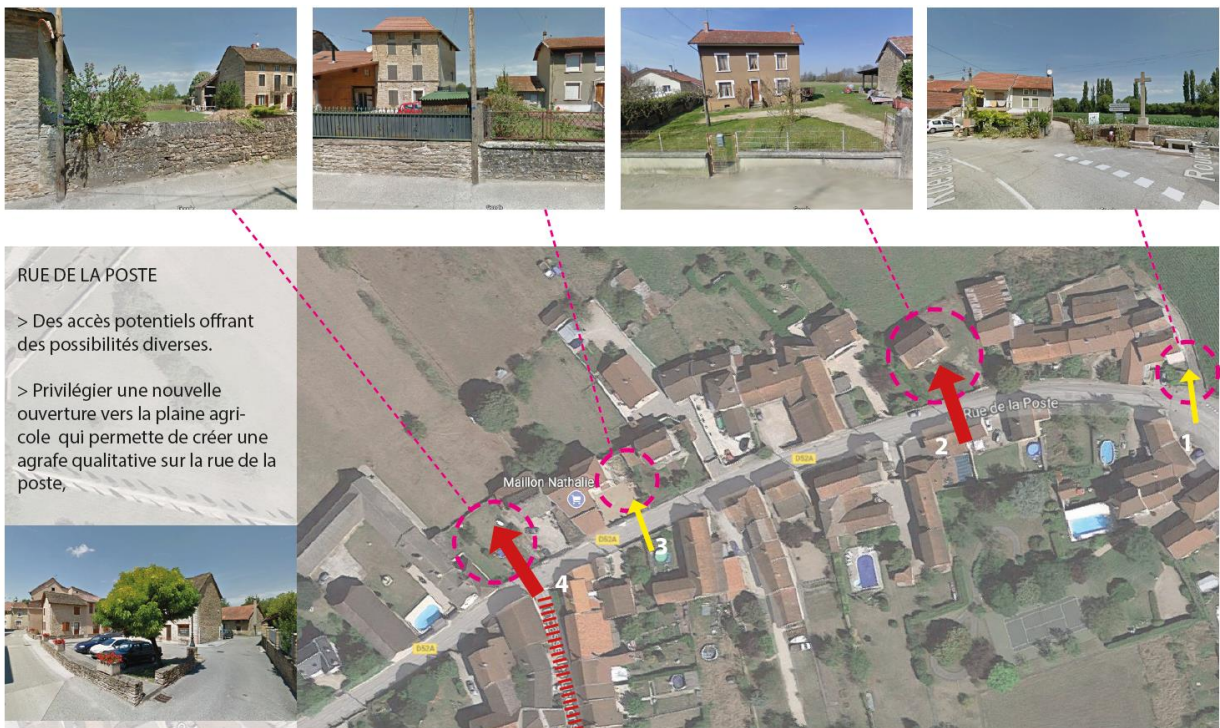 RUE DE LA POSTE
> Des accès potentiels offrant
des possibilités diverses.
> Privilégier une nouvelle
ouverture vers la plaine agri-
cole qui permette de créer une
agrafe qualitative sur la rue de la
poste,
Rue de la Poste
1
2
D52A
Maillon Nathalie
3
D52A
4
D52A